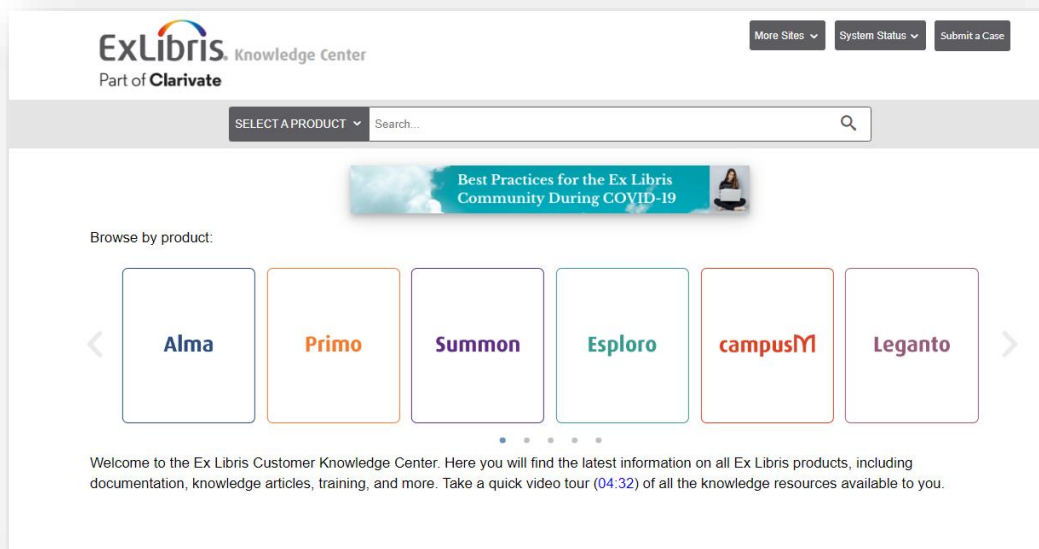 ExLibris. Knowledge Center
Part of Clarivate
More Sites
System Status
Submit a Case
SELECT A PRODUCT
Search...
Best Practices for the Ex Libris
Community During COVID-19
Browse by product:
Alma
Primo
Summon
Esploro
campusM
Leganto
Welcome to the Ex Libris Customer Knowledge Center. Here you will find the latest information on all Ex Libris products, including
documentation, knowledge articles, training, and more. Take a quick video tour (04:32) of all the knowledge resources available to you.